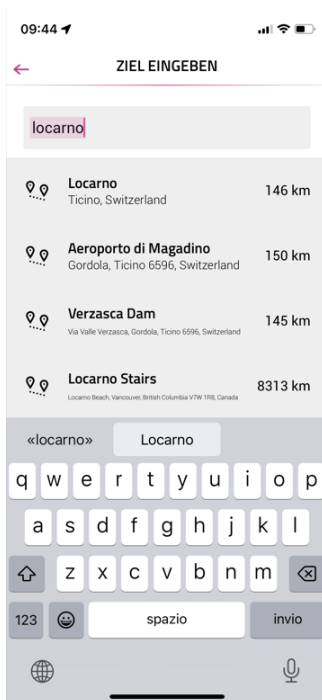 09:44
ZIEL EINGEBEN
locarno
Locarno
Ticino, Switzerland
146 km
Aeroporto di Magadino
Gordola, Ticino 6596, Switzerland
150 km
Verzasca Dam
Via Valle Verzasca, Gordola, Ticino 6596, Switzerland
145 km
Locarno Stairs
Locarno Beach, Vancouver, British Columbia V7W 1R8, Canada
8313 km
«locarno» Locarno
q w e r t y u i o p
a s d f g h j k l
z x c v b n m
123 spazio invio